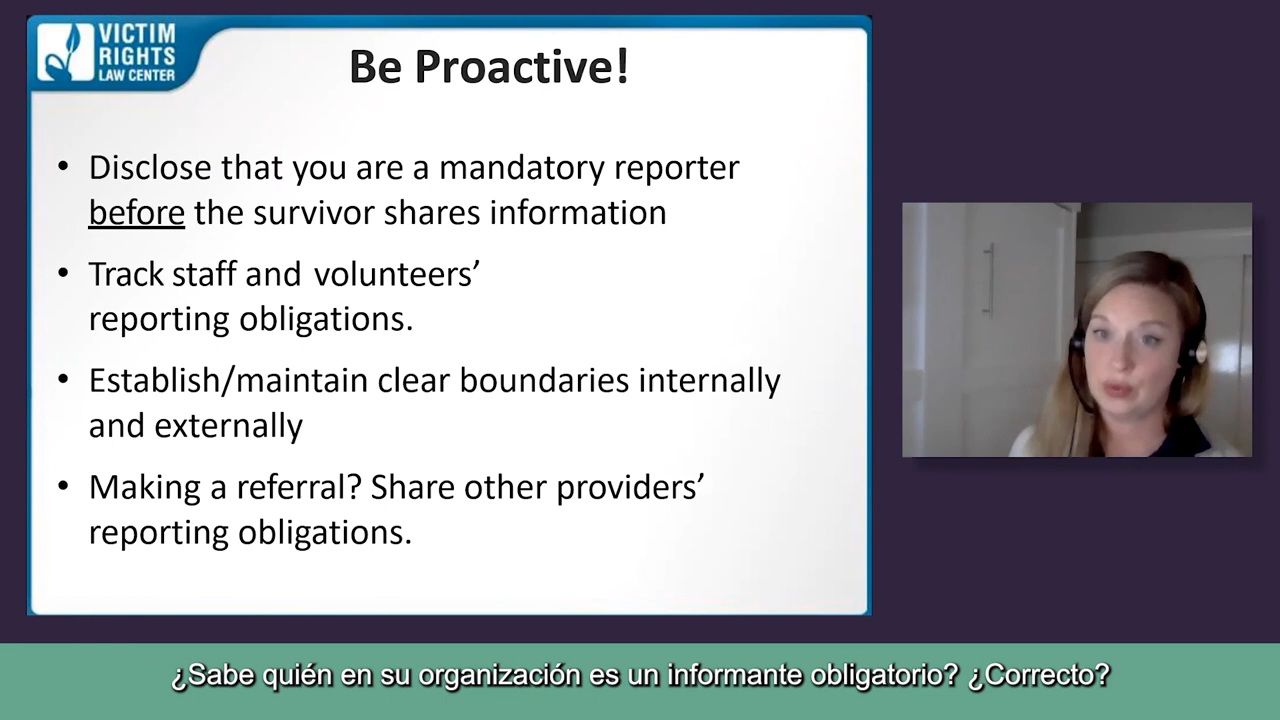 VICTIM
RIGHTS
LAW CENTER
Be Proactive!
• Disclose that you are a mandatory reporter
before the survivor shares information
• Track staff and volunteers’
reporting obligations.
• Establish/maintain clear boundaries internally
and externally
• Making a referral? Share other providers’
reporting obligations.
¿Sabe quién en su organización es un informante obligatorio? ¿Correcto?